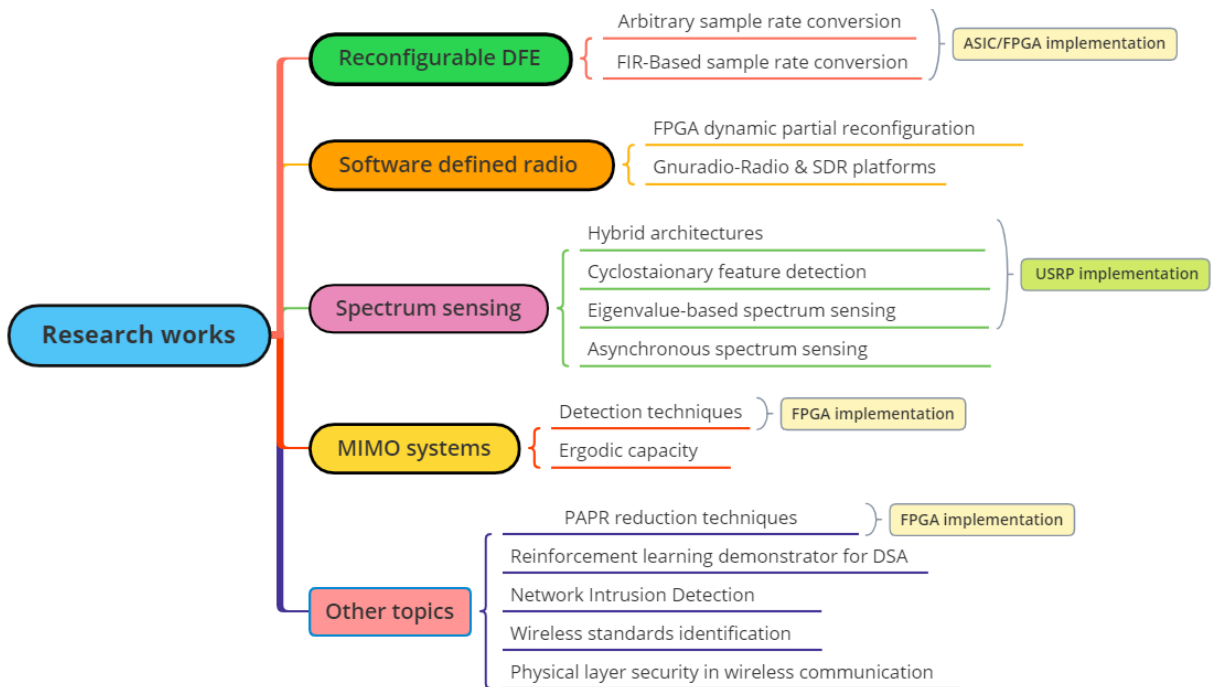 Research works
Reconfigurable DFE
Arbitrary sample rate conversion
FIR-Based sample rate conversion
ASIC/FPGA implementation
Software defined radio
FPGA dynamic partial reconfiguration
Gnuradio-Radio & SDR platforms
Spectrum sensing
Hybrid architectures
Cyclostaionary feature detection
Eigenvalue-based spectrum sensing
Asynchronous spectrum sensing
USRP implementation
MIMO systems
Detection techniques
FPGA implementation
Ergodic capacity
Other topics
PAPR reduction techniques
FPGA implementation
Reinforcement learning demonstrator for DSA
Network Intrusion Detection
Wireless standards identification
Physical layer security in wireless communication